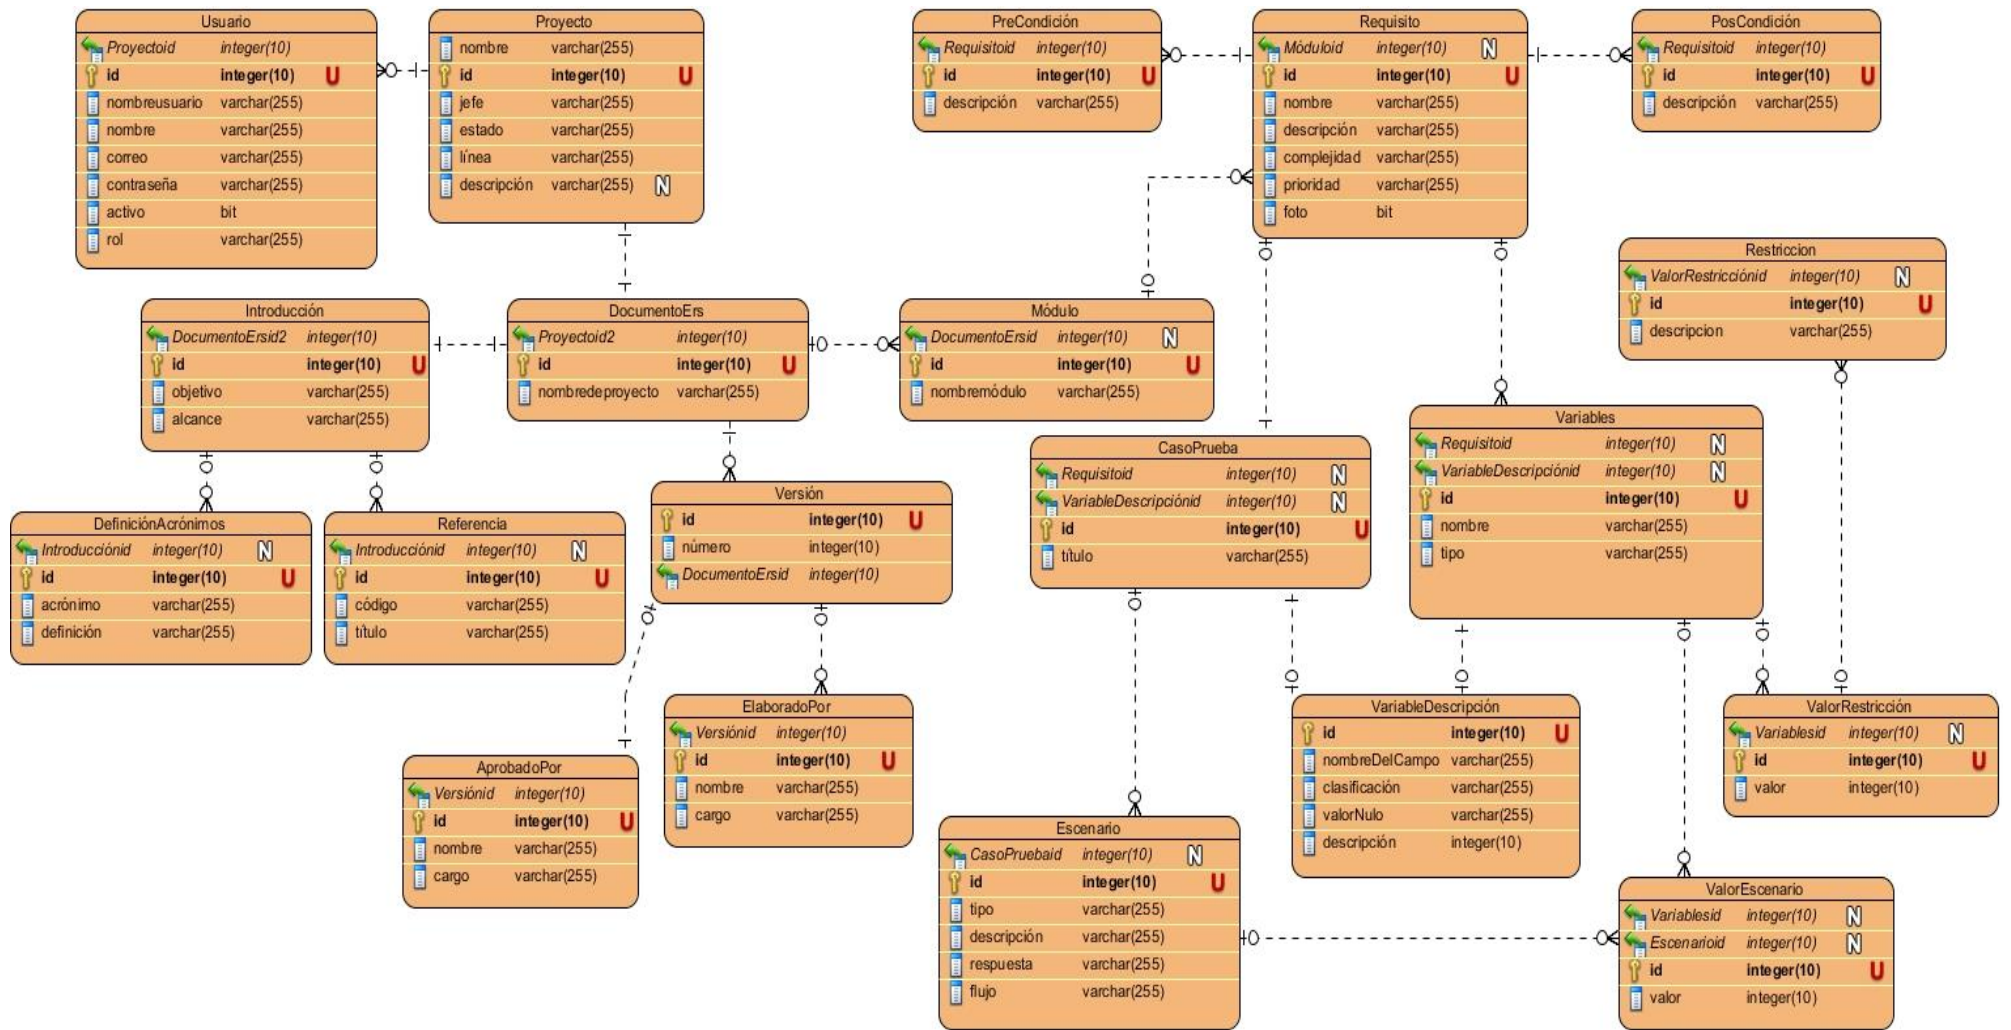 Usuario
Proyectoid integer(10)
id integer(10) U
nombreusuario varchar(255)
nombre varchar(255)
correo varchar(255)
contraseña varchar(255)
activo bit
rol varchar(255)
Proyecto
nombre varchar(255)
id integer(10) U
jefe varchar(255)
estado varchar(255)
línea varchar(255)
descripción varchar(255) N
PreCondición
Requisitoid integer(10)
id integer(10) U
descripción varchar(255)
Requisito
Móduloid integer(10) N
id integer(10) U
nombre varchar(255)
descripción varchar(255)
complejidad varchar(255)
prioridad varchar(255)
foto bit
PosCondición
Requisitoid integer(10)
id integer(10) U
descripción varchar(255)
Restriccion
ValorRestricciónid integer(10) N
id integer(10) U
descripcion varchar(255)
Introducción
DocumentoErsid2 integer(10)
id integer(10) U
objetivo varchar(255)
alcance varchar(255)
DocumentoErs
Proyectoid2 integer(10)
id integer(10) U
nombredeproyecto varchar(255)
Módulo
DocumentoErsid integer(10) N
id integer(10) U
nombremódulo varchar(255)
CasoPrueba
Requisitoid integer(10) N
VariableDescripciónid integer(10) N
id integer(10) U
título varchar(255)
Variables
Requisitoid integer(10) N
VariableDescripciónid integer(10) N
id integer(10) U
nombre varchar(255)
tipo varchar(255)
DefiniciónAcrónimos
Introducciónid integer(10) N
id integer(10) U
acrónimo varchar(255)
definición varchar(255)
Referencia
Introducciónid integer(10) N
id integer(10) U
código varchar(255)
título varchar(255)
Versión
id integer(10) U
número integer(10)
DocumentoErsid integer(10)
AprobadoPor
Versiónid integer(10)
id integer(10) U
nombre varchar(255)
cargo varchar(255)
ElaboradoPor
Versiónid integer(10)
id integer(10) U
nombre varchar(255)
cargo varchar(255)
VariableDescripción
id integer(10) U
nombreDelCampo varchar(255)
clasificación varchar(255)
valorNulo varchar(255)
descripción integer(10)
ValorRestricción
Variablesid integer(10) N
id integer(10) U
valor integer(10)
Escenario
CasoPruebaid integer(10) N
id integer(10) U
tipo varchar(255)
descripción varchar(255)
respuesta varchar(255)
flujo varchar(255)
ValorEscenario
Variablesid integer(10) N
Escenarioid integer(10) N
id integer(10) U
valor integer(10)